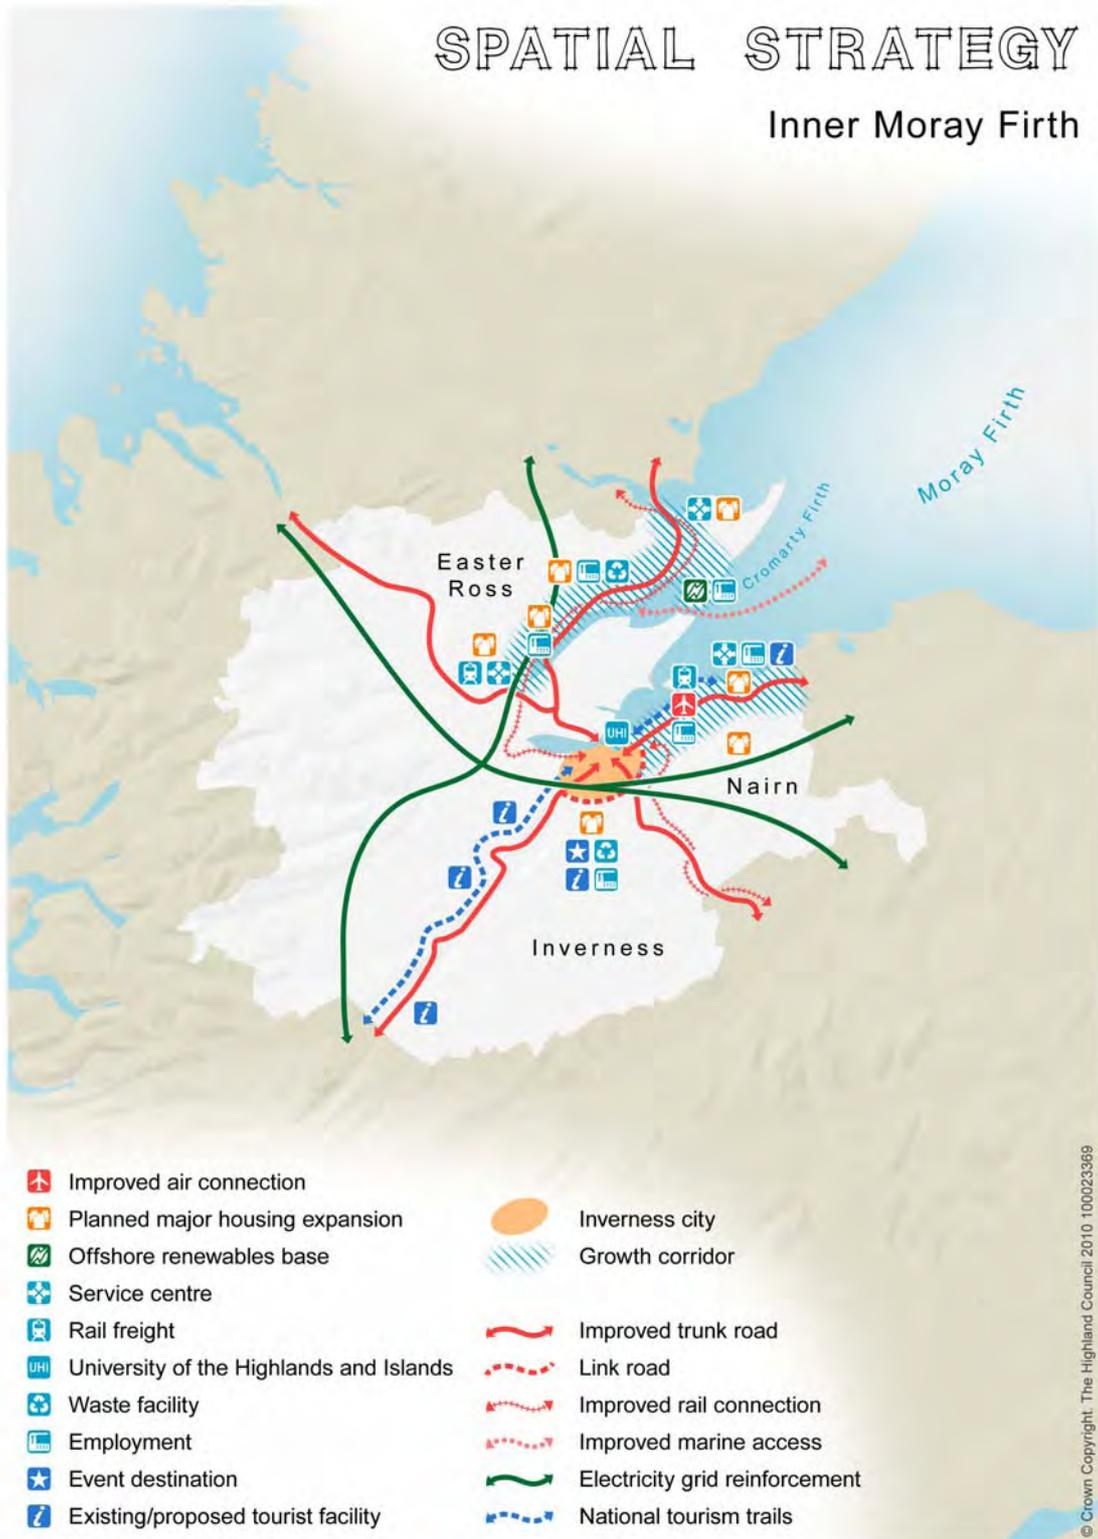 SPATIAL STRATEGY
Inner Moray Firth
Moray Firth
Cromarty Firth
Easter
Ross
UHI
Nairn
Inverness
Improved air connection
Planned major housing expansion
Offshore renewables base
Service centre
Rail freight
UHI University of the Highlands and Islands
Waste facility
Employment
Event destination
Existing/proposed tourist facility
Inverness city
Growth corridor
Improved trunk road
Link road
Improved rail connection
Improved marine access
Electricity grid reinforcement
National tourism trails
© Crown Copyright. The Highland Council 2010 100023369